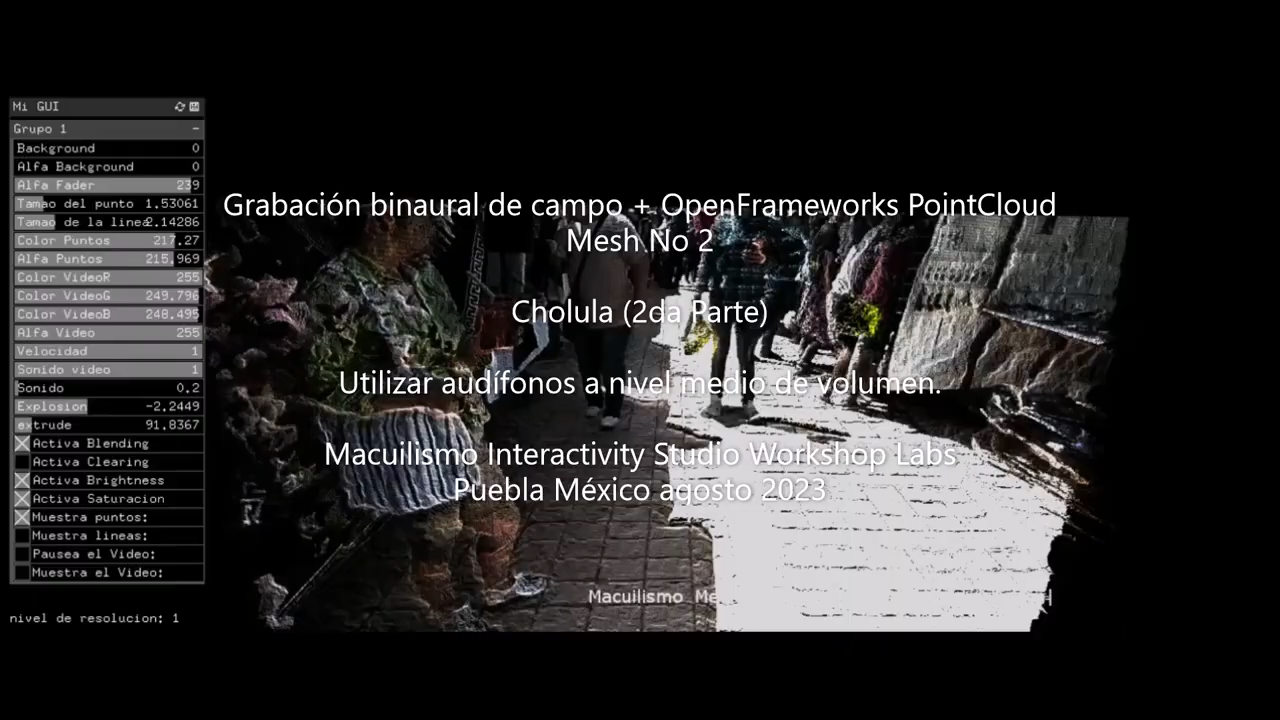 Mi GUI
Grupo 1 -
Background 0
Alfa Background 0
Alfa Fader 239
Tamao del punto 1.53061
Tamao de la linea 2.14286
Color Puntos 217.27
Alfa Puntos 215.969
Color VideoR 255
Color VideoG 249.796
Color VideoB 248.495
Alfa Video 255
Velocidad 1
Sonido video 1
Sonido 0.2
Explosion -2.2449
extrude 91.8367
Activa Blending
Activa Clearing
Activa Brightness
Activa Saturacion
Muestra puntos:
Muestra lineas:
Pausea el Video:
Muestra el Video:
nivel de resolucion: 1
Grabación binaural de campo + OpenFrameworks PointCloud
Mesh No 2
Cholula (2da Parte)
Utilizar audífonos a nivel medio de volumen.
Macuilismo Interactivity Studio Workshop Labs
Puebla México agosto 2023
Macuilismo